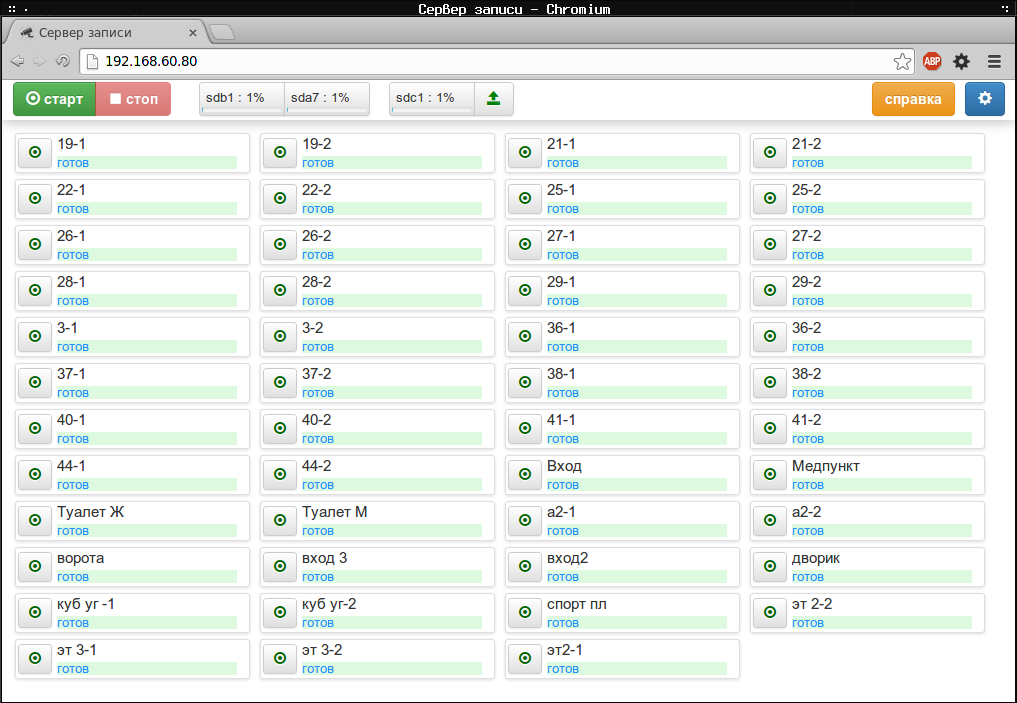 Сервер записи - Chromium
Сервер записи
192.168.60.80
ABP
старт стоп sdb1 : 1% sda7 : 1% sdc1 : 1% справка
19-1 19-2 21-1 21-2
готов готов готов готов
22-1 22-2 25-1 25-2
готов готов готов готов
26-1 26-2 27-1 27-2
готов готов готов готов
28-1 28-2 29-1 29-2
готов готов готов готов
3-1 3-2 36-1 36-2
готов готов готов готов
37-1 37-2 38-1 38-2
готов готов готов готов
40-1 40-2 41-1 41-2
готов готов готов готов
44-1 44-2 Вход Медпункт
готов готов готов готов
Туалет Ж Туалет М а2-1 а2-2
готов готов готов готов
ворота вход 3 вход2 дворик
готов готов готов готов
куб уг -1 куб уг-2 спорт пл эт 2-2
готов готов готов готов
эт 3-1 эт 3-2 эт2-1
готов готов готов